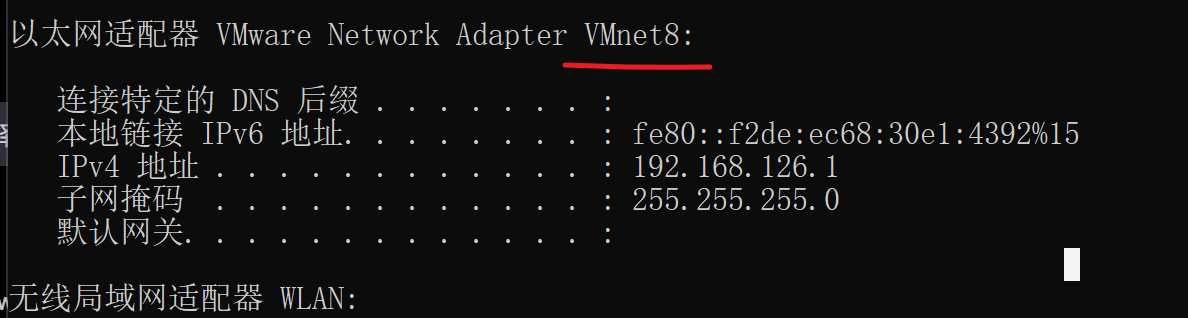 以太网适配器 VMware Network Adapter VMnet8:
连接特定的 DNS 后缀 . . . . . . . :
本地链接 IPv6 地址. . . . . . . . : fe80::f2de:ec68:30e1:4392%15
IPv4 地址 . . . . . . . . . . . . : 192.168.126.1
子网掩码  . . . . . . . . . . . . : 255.255.255.0
默认网关. . . . . . . . . . . . . :
无线局域网适配器 WLAN: